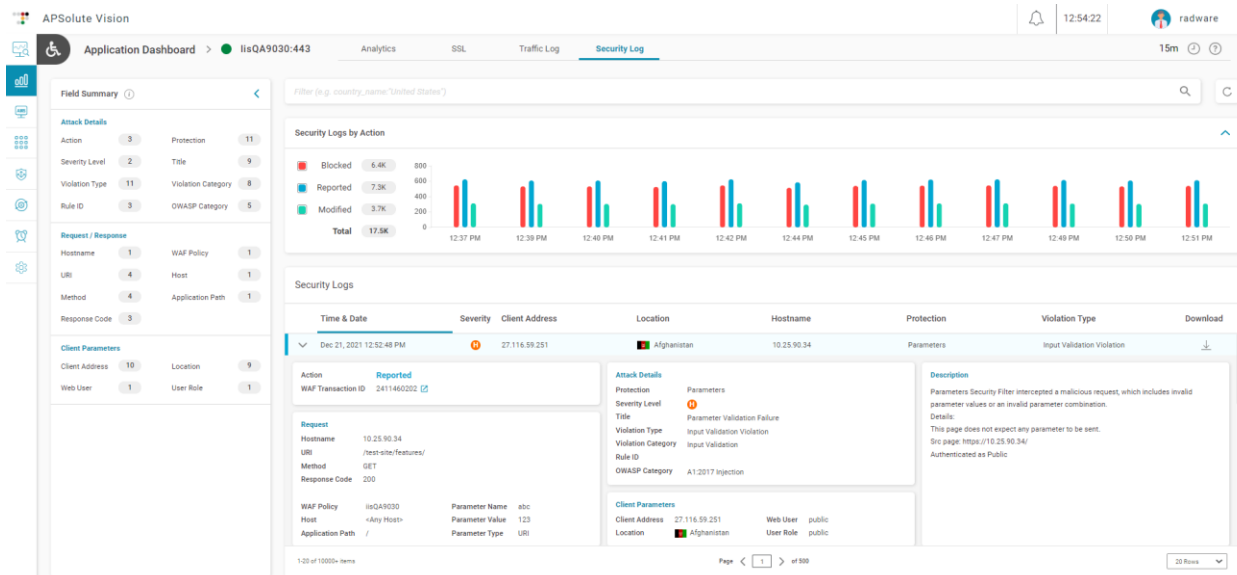 APSolute Vision
12:54:22
radware
Application Dashboard > IisQA9030:443
Analytics
SSL
Traffic Log
Security Log
15m
Field Summary
Attack Details
Action 3 Protection 11
Severity Level 2 Title 9
Violation Type 11 Violation Category 8
Rule ID 3 OWASP Category 5
Request / Response
Hostname 1 WAF Policy 1
URI 4 Host 1
Method 4 Application Path 1
Response Code 3
Client Parameters
Client Address 10 Location 9
Web User 1 User Role 1
Filter (e.g. country_name:"United States")
Security Logs by Action
Blocked 6.4K
Reported 7.3K
Modified 3.7K
Total 17.5K
800
600
400
200
0
12:37 PM 12:39 PM 12:40 PM 12:41 PM 12:42 PM 12:44 PM 12:45 PM 12:46 PM 12:47 PM 12:49 PM 12:50 PM 12:51 PM
Security Logs
Time & Date Severity Client Address Location Hostname Protection Violation Type Download
Dec 21, 2021 12:52:48 PM H 27.116.59.251 Afghanistan 10.25.90.34 Parameters Input Validation Violation
Action Reported
WAF Transaction ID 2411460202
Request
Hostname 10.25.90.34
URI /test-site/features/
Method GET
Response Code 200
WAF Policy iisQA9030 Parameter Name abc
Host <Any Host> Parameter Value 123
Application Path / Parameter Type URI
Attack Details
Protection Parameters
Severity Level H
Title Parameter Validation Failure
Violation Type Input Validation Violation
Violation Category Input Validation
Rule ID
OWASP Category A1:2017 Injection
Client Parameters
Client Address 27.116.59.251 Web User public
Location Afghanistan User Role public
Description
Parameters Security Filter intercepted a malicious request, which includes invalid
parameter values or an invalid parameter combination.
Details:
This page does not expect any parameter to be sent.
Src page: https://10.25.90.34/
Authenticated as Public
1-20 of 10000+ items
Page < 1 > of 500
20 Rows